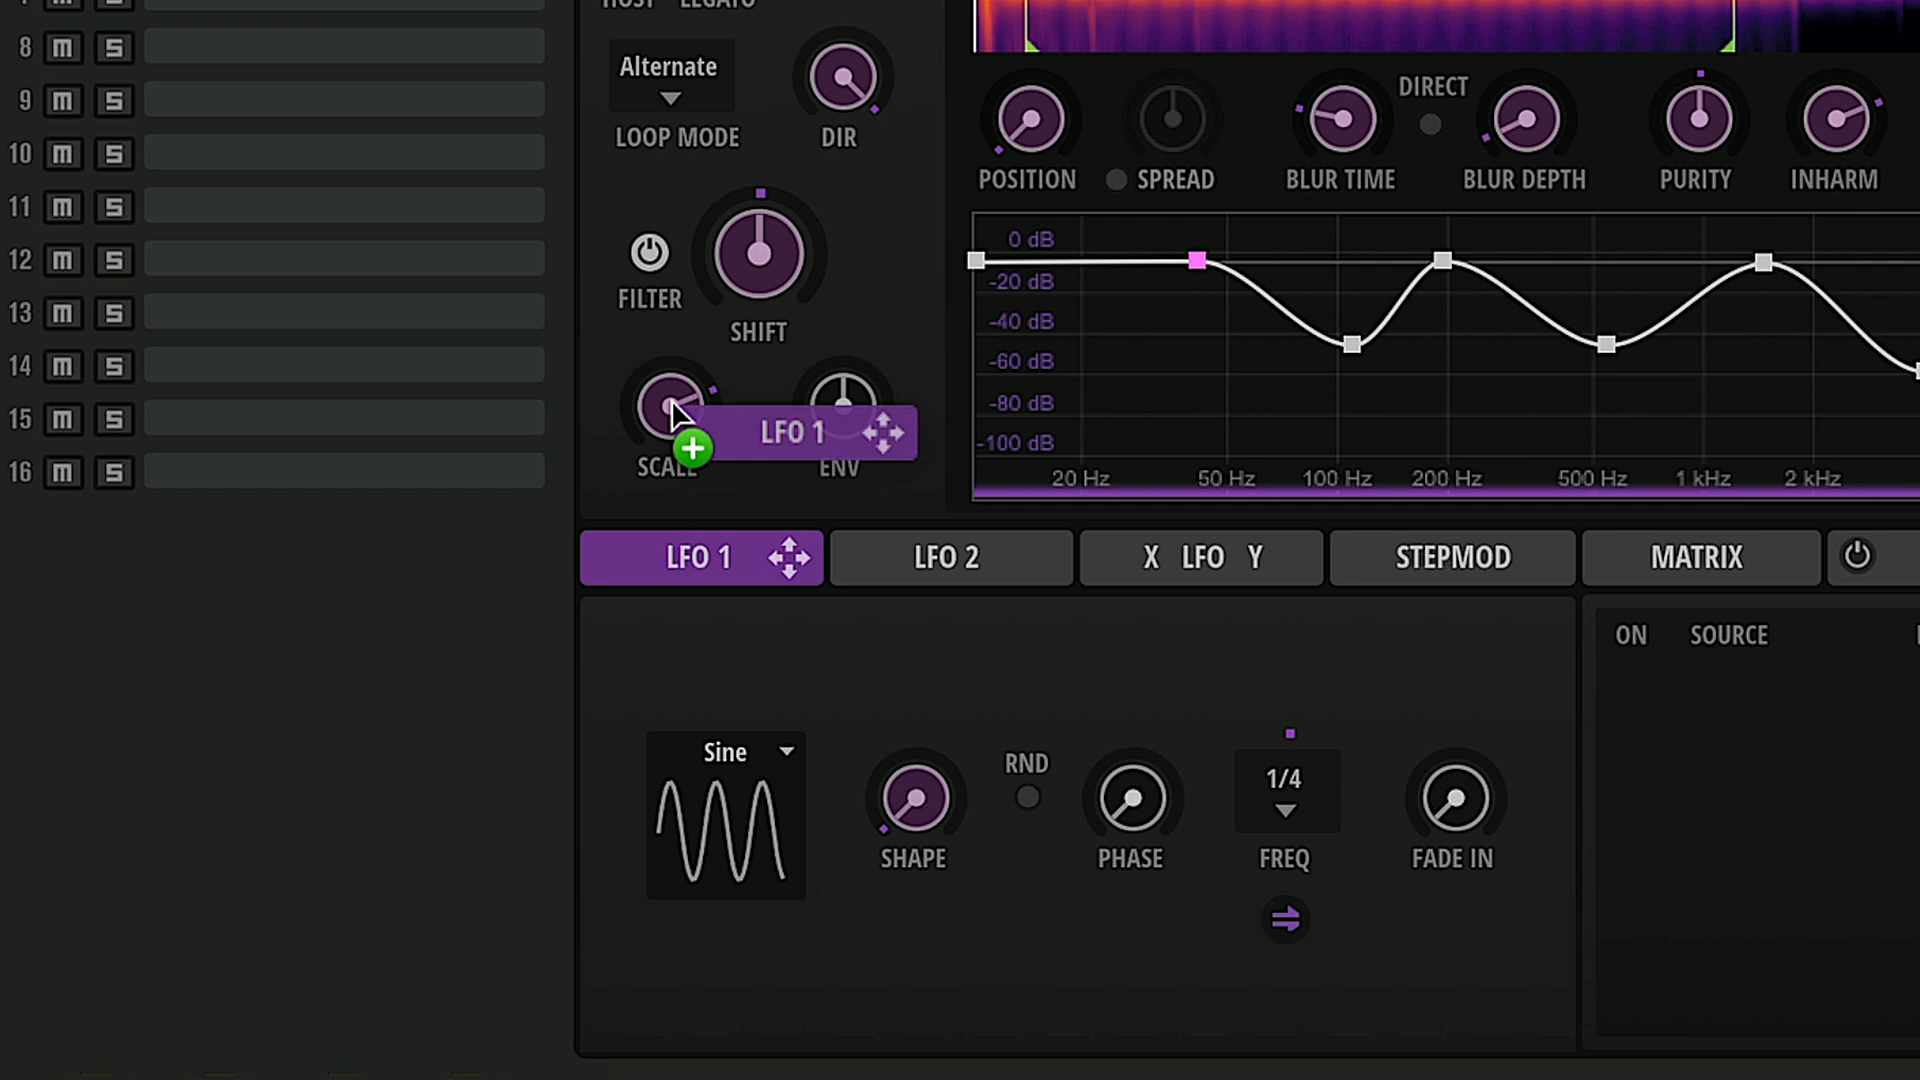 HOST LEGATO
8 m S
Alternate
DIRECT
9 m S
LOOP MODE
DIR
10 m S
POSITION
SPREAD
BLUR TIME
BLUR DEPTH
PURITY
INHARM
11 m S
12 m S
0 dB
-20 dB
FILTER
13 m S
SHIFT
-40 dB
14 m S
-60 dB
15 m S
-80 dB
LFO 1
-100 dB
16 m S
SCALE
ENV
20 Hz
50 Hz
100 Hz
200 Hz
500 Hz
1 kHz
2 kHz
LFO 1
LFO 2
X LFO Y
STEPMOD
MATRIX
ON
SOURCE
Sine
RND
1/4
SHAPE
PHASE
FREQ
FADE IN